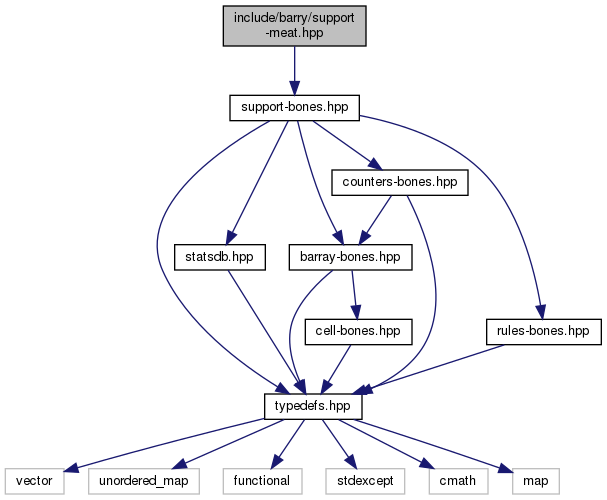 include/barry/support
-meat.hpp
support-bones.hpp
counters-bones.hpp
statsdb.hpp
barray-bones.hpp
cell-bones.hpp
rules-bones.hpp
typedefs.hpp
vector
unordered_map
functional
stdexcept
cmath
map